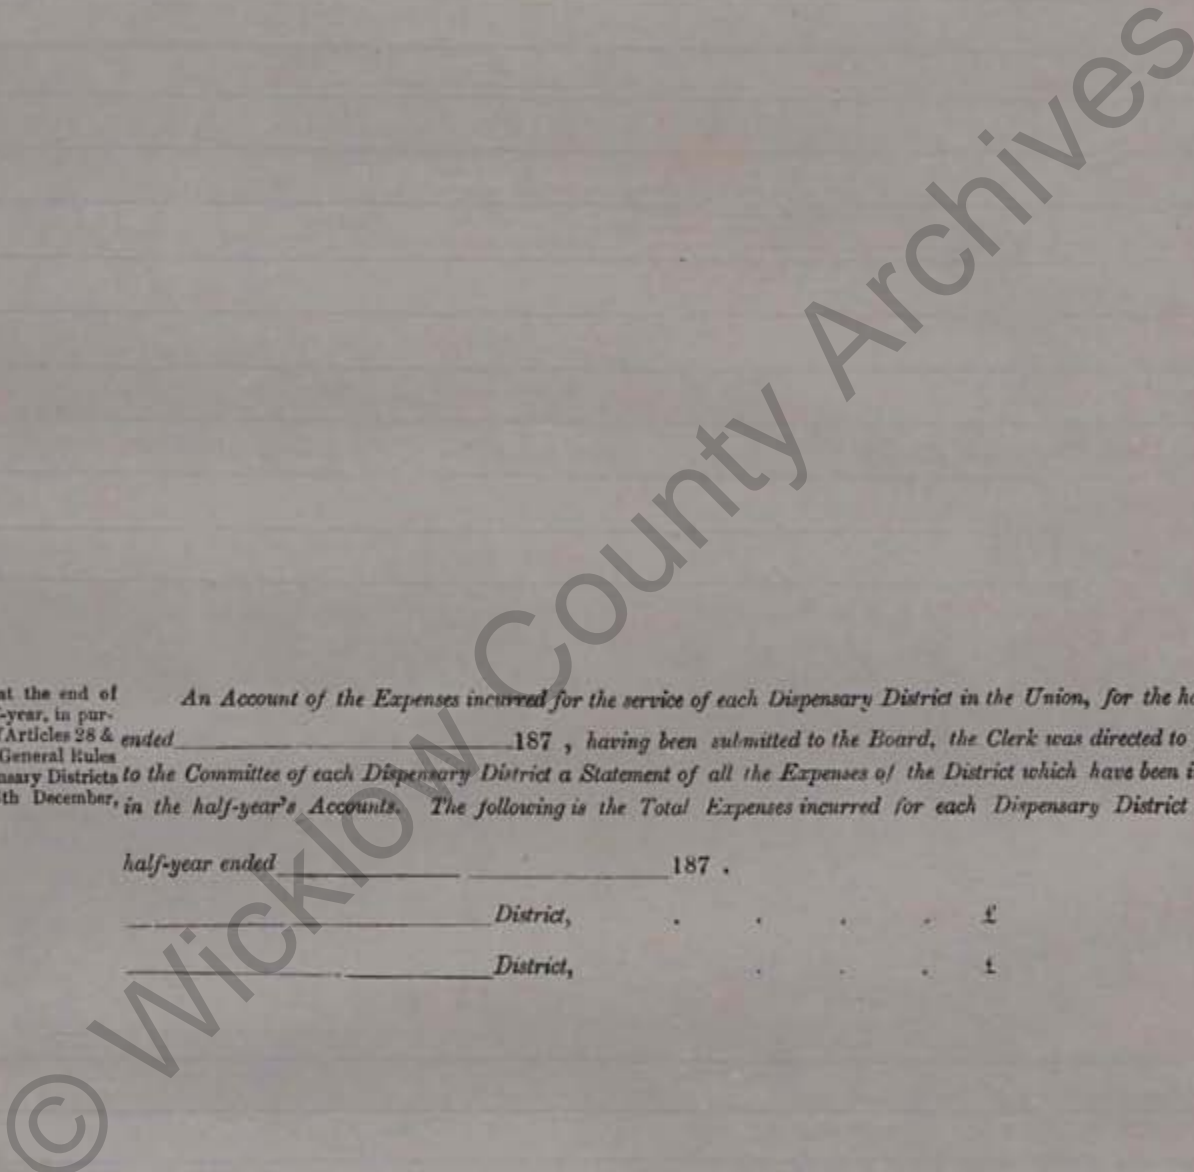 at the end of
-year, in pur-
Articles 28 &
General Rules
Districts
th December,
An Account of the Expenses incurred for the service of each Dispensary District in the Union, for the
ended 187 , having been submitted to the Board, the Clerk was directed to
to the Committee of each Dispensary District a Statement of all the Expenses of the District which have been
in the half-year's Accounts. The following is the Total Expenses incurred for each Dispensary District
half-year ended 187 .
District, . . . . £
District, . . . £
© Wicklow County Archives